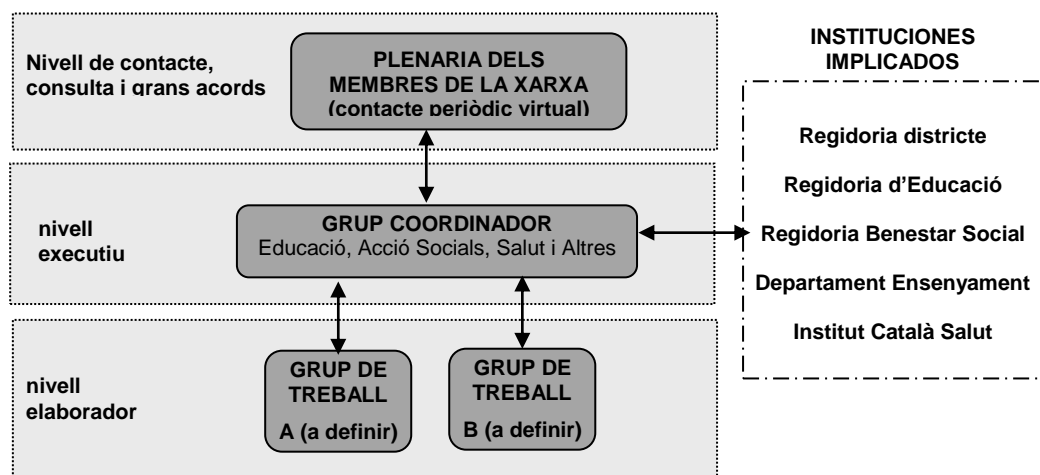 Nivell de contacte,
consulta i grans acords
PLENARIA DELS
MEMBRES DE LA XARXA
(contacte periòdic virtual)
nivell
executiu
GRUP COORDINADOR
Educació, Acció Socials, Salut i Altres
nivell
elaborador
GRUP DE
TREBALL
A (a definir)
GRUP DE
TREBALL
B (a definir)
INSTITUCIONES
IMPLICADOS
Regidoria districte
Regidoria d’Educació
Regidoria Benestar Social
Departament Ensenyament
Institut Català Salut